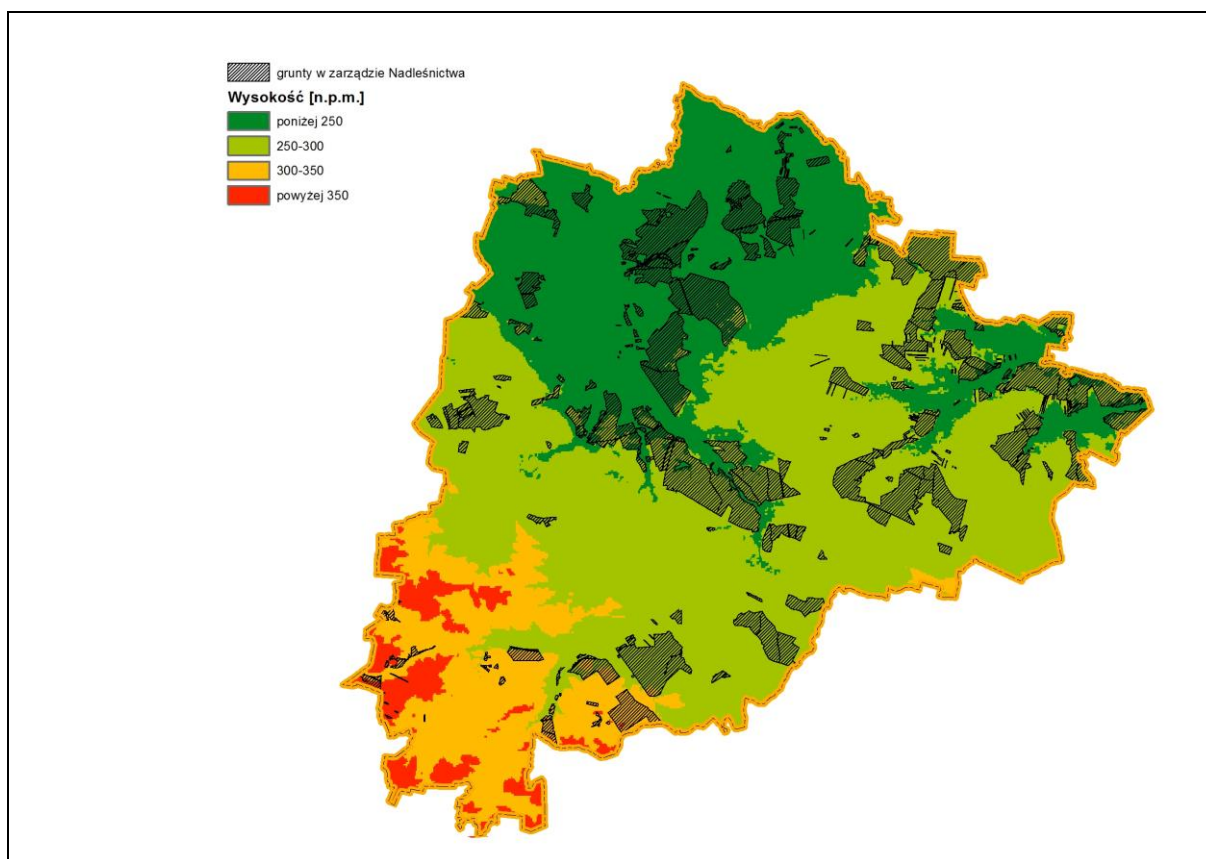 grunty w zarządzie Nadleśnictwa
Wysokość [n.p.m.]
poniżej 250
250-300
300-350
powyżej 350